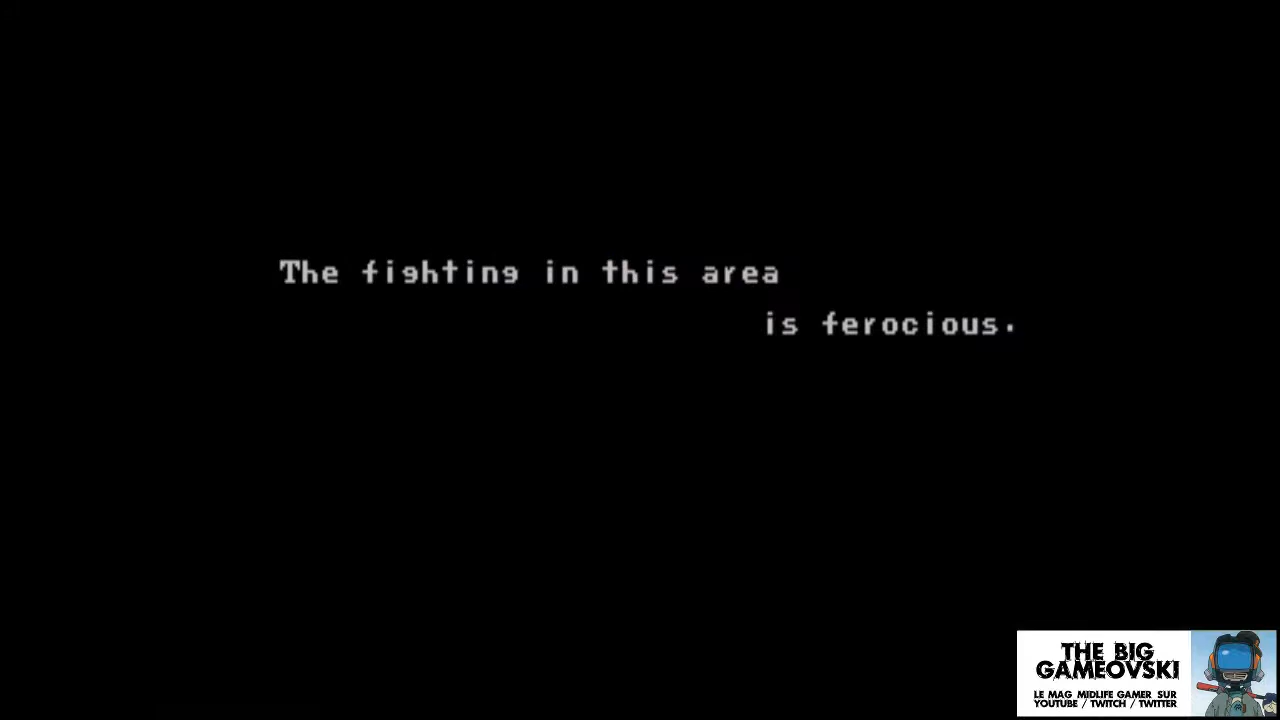 The fighting in this area
is ferocious.
THE BIG
GAMEOVSKI
LE MAG MIDLIFE GAMER SUR
YOUTUBE / TWITCH / TWITTER